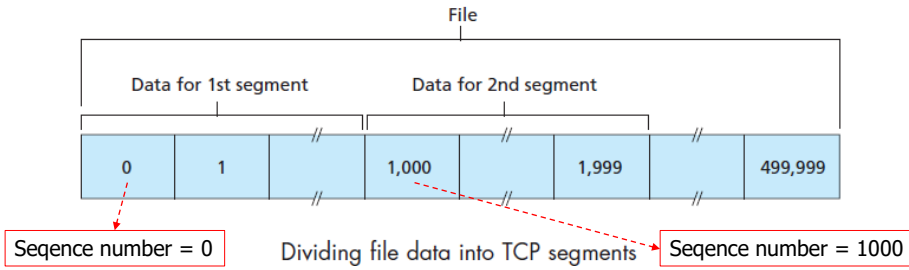 File
Data for 1st segment Data for 2nd segment
0 1 1,000 1,999 499,999
Seqence number = 0 Dividing file data into TCP segments Seqence number = 1000